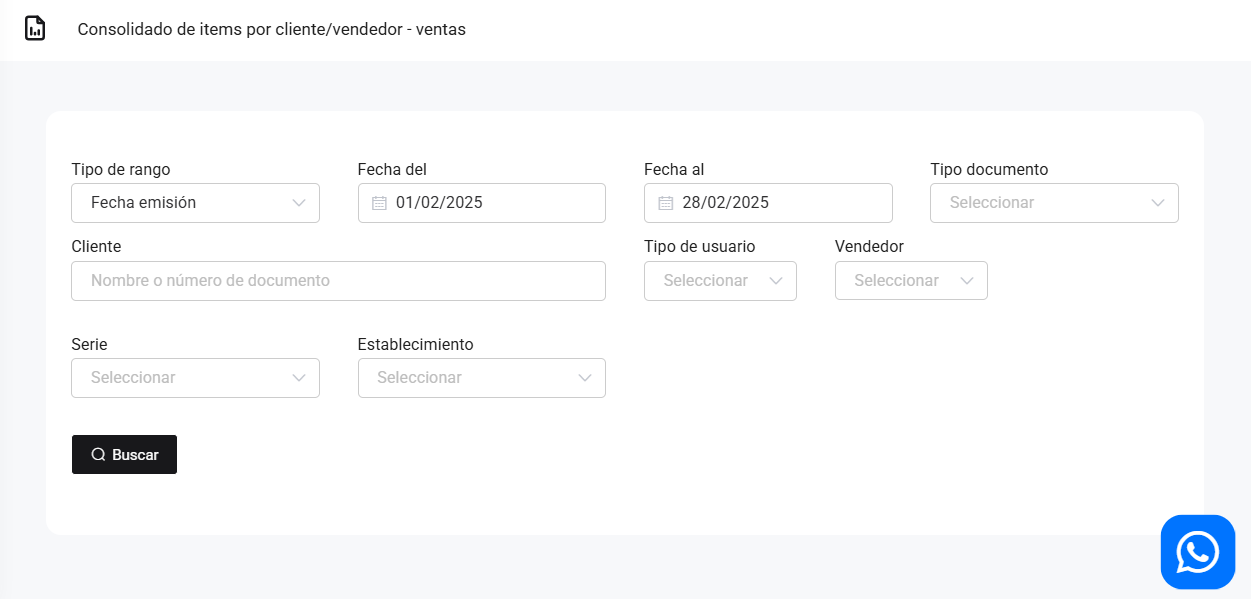 Consolidado de items por cliente/vendedor - ventas
Tipo de rango
Fecha del
Fecha al
Tipo documento
Fecha emisión
01/02/2025
28/02/2025
Seleccionar
Cliente
Tipo de usuario
Vendedor
Nombre o número de documento
Seleccionar
Seleccionar
Serie
Establecimiento
Seleccionar
Seleccionar
Buscar